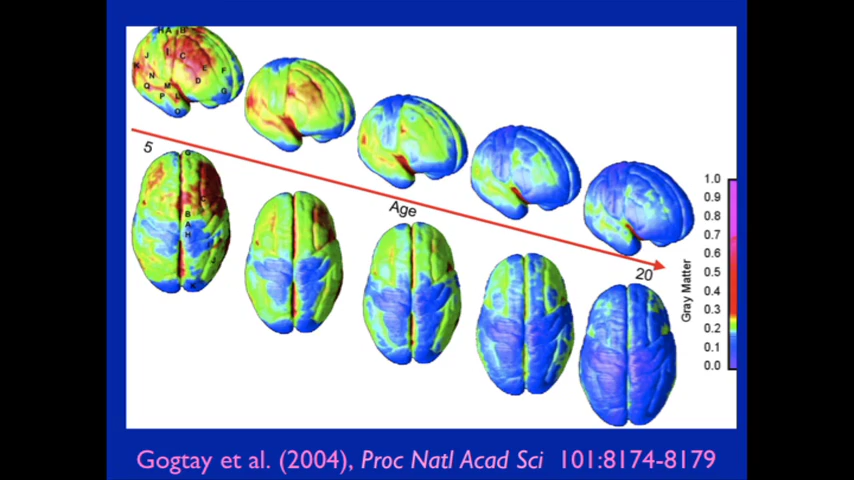 H A B
J I C
K E F
N D
Q M G
P L
O
5
Age
20
G
C
B
A
H
J
K
1.0
0.9
0.8
0.7
0.6
0.5
0.4
0.3
0.2
0.1
0.0
Gray Matter
Gogtay et al. (2004), Proc Natl Acad Sci 101:8174-8179